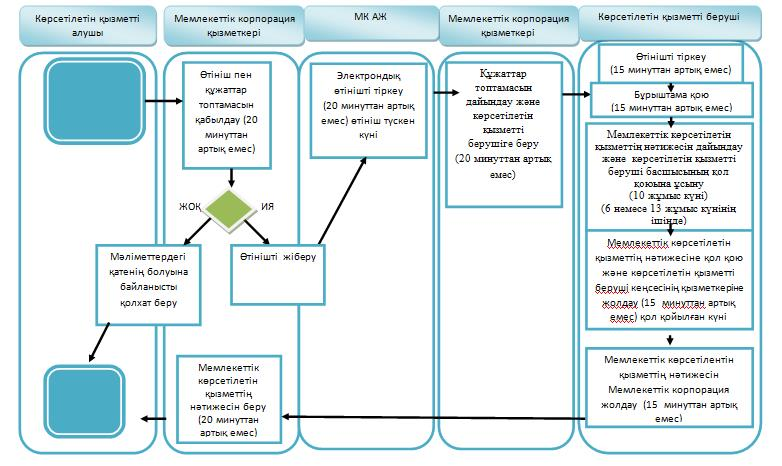 Көрсетілетін қызметті
алушы
Мемлекеттік корпорация
қызметкері
МК АЖ
Мемлекеттік корпорация
қызметкері
Көрсетілетін қызметті беруші
Өтініш пен
құжаттар
топтамасын
қабылдау (20
минуттан
артық емес)
Электрондық
өтінішті тіркеу
(20 минуттан артық
емес) өтініш түскен
күні
Құжаттар
топтамасын
дайындау және
көрсетілетін
қызметті
берушіге беру
(20 минуттан артық
емес)
Өтінішті тіркеу
(15 минуттан артық емес)
Бұрыштама қою
(15 минуттан артық емес)
Мемлекеттік көрсетілетін
қызметтің нәтижесін дайындау
және көрсетілетін қызметті
беруші басшысының қол
қоюына ұсыну
(10 жұмыс күні)
(6 немесе 13 жұмыс күнінің
ішінде)
ЖОҚ
ИЯ
Мәліметтердегі
қатенің болуына
байланысты
қолхат беру
Өтінішті жіберу
Мемлекеттік көрсетілетін
қызметтің нәтижесіне қол қою
және көрсетілетін қызметті
беруші кеңсесінің қызметкеріне
жолдау (15 минуттан артық
емес) қол қойылған күні
Мемлекеттік
көрсетілетін
қызметтің
нәтижесін беру
(20 минуттан
артық емес)
Мемлекеттік көрсетілентін
қызметтің нәтижесін
Мемлекеттік корпорация
жолдау (15 минуттан артық
емес)